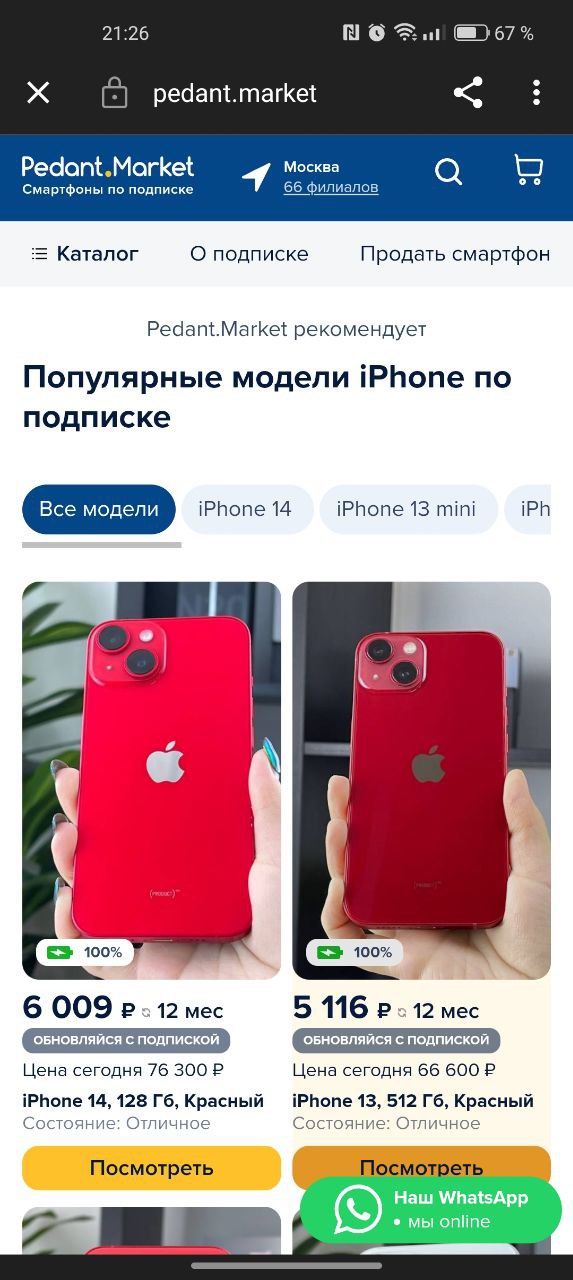 21:26
67 %
pedant.market
Pedant.Market
Смартфоны по подписке
Москва
66 филиалов
Каталог
О подписке
Продать смартфон
Pedant.Market рекомендует
Популярные модели iPhone по
подписке
Все модели
iPhone 14
iPhone 13 mini
iPh
100%
100%
6 009 ₽ 12 мес
ОБНОВЛЯЙСЯ С ПОДПИСКОЙ
Цена сегодня 76 300 ₽
iPhone 14, 128 Гб, Красный
Состояние: Отличное
Посмотреть
5 116 ₽ 12 мес
ОБНОВЛЯЙСЯ С ПОДПИСКОЙ
Цена сегодня 66 600 ₽
iPhone 13, 512 Гб, Красный
Состояние: Отличное
Посмотреть
Наш WhatsApp
• мы online